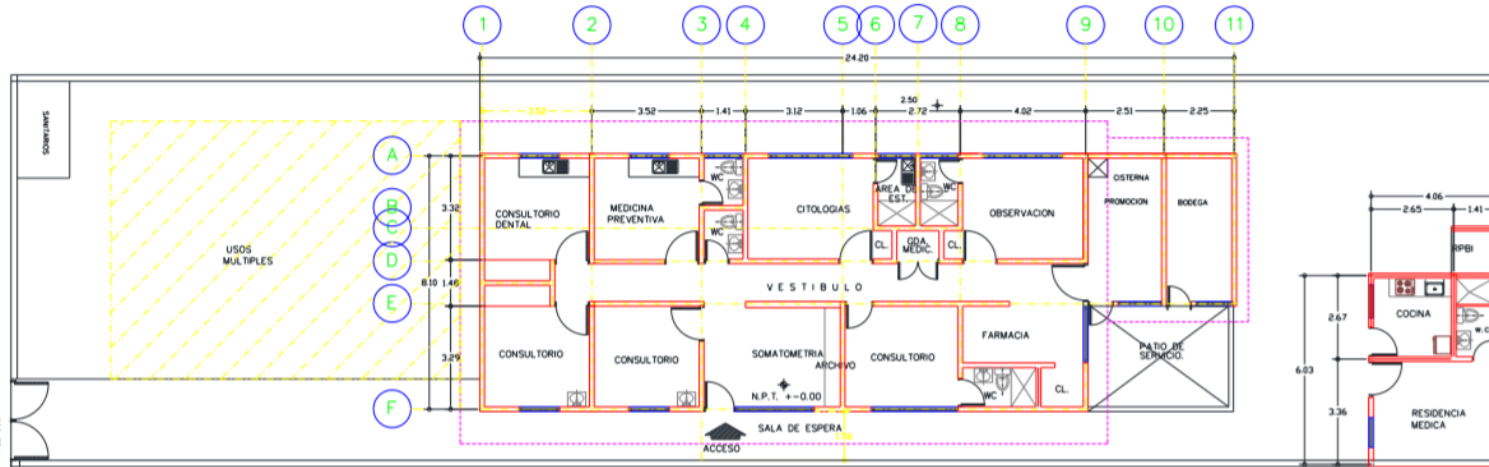 1 2 3 4 5 6 7 8 9 10 11
24.20
2.50
3.52 3.52 1.41 3.12 1.06 2.72 4.02 2.51 2.25
SANITARIOS
A
B
C
D
E
F
3.32
8.10 1.48
3.29
USOS
MULTIPLES
CONSULTORIO
DENTAL
MEDICINA
PREVENTIVA
WC
WC
CITOLOGIAS
AREA DE
EST.
WC
CL.
GDA.
MEDIC.
CL.
OBSERVACION
CISTERNA
PROMOCION
BODEGA
VESTIBULO
CONSULTORIO
CONSULTORIO
SOMATOMETRIA
ARCHIVO
N.P.T. +-0.00
CONSULTORIO
FARMACIA
WC
CL.
PATIO DE
SERVICIO.
SALA DE ESPERA
ACCESO
4.06
2.65 1.41
RPBI
COCINA
W.C
2.67
6.03
3.36
RESIDENCIA
MEDICA